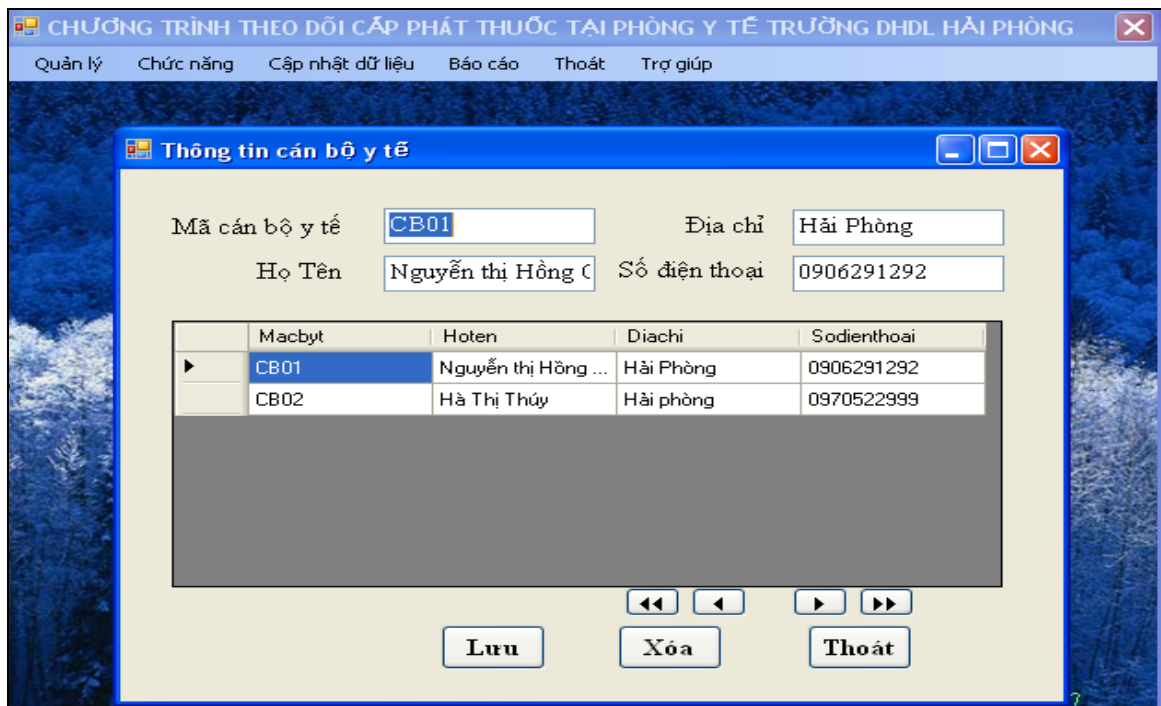 CHƯƠNG TRÌNH THEO DÕI CẤP PHÁT THUỐC TẠI PHÒNG Y TẾ TRƯỜNG DHDL HẢI PHÒNG
Quản lý Chức năng Cập nhật dữ liệu Báo cáo Thoát Trợ giúp
Thông tin cán bộ y tế
Mã cán bộ y tế CB01 Địa chỉ Hải Phòng
Họ Tên Nguyễn thị Hồng Số điện thoại 0906291292
Macbyt Hoten Diachi Sodienthoai
CB01 Nguyễn thị Hồng ... Hải Phòng 0906291292
CB02 Hà Thị Thúy Hải phòng 0970522999
Lưu Xóa Thoát